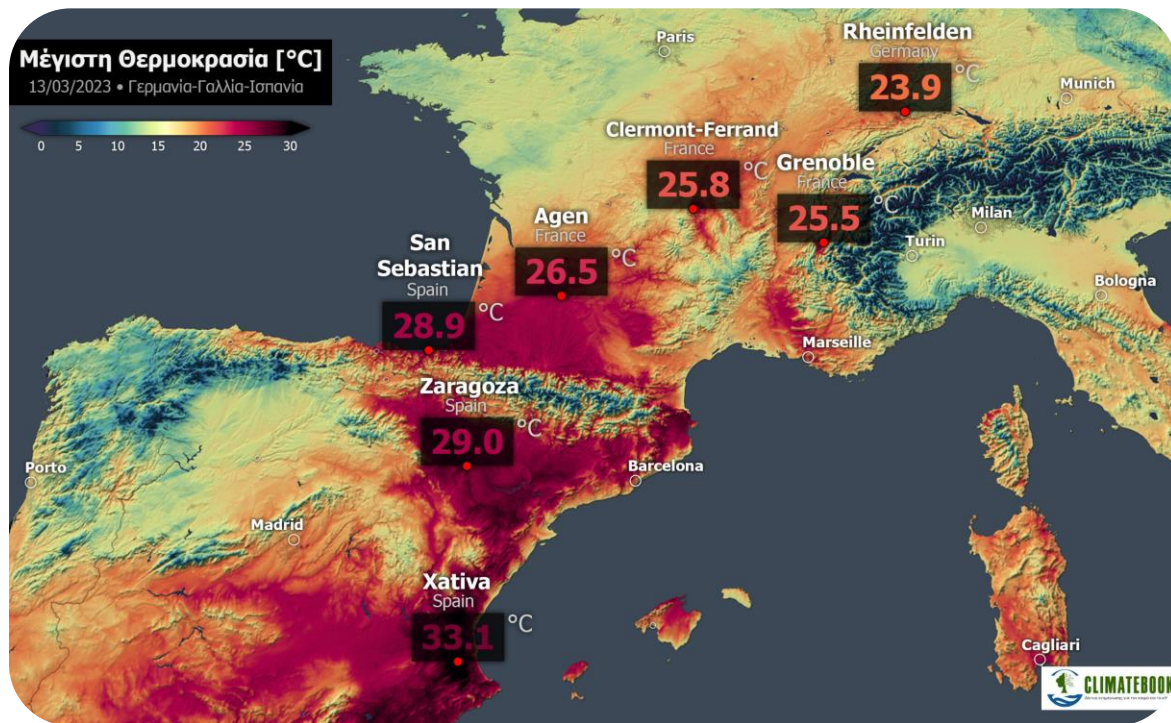 Μέγιστη Θερμοκρασία [°C]
13/03/2023 • Γερμανία-Γαλλία-Ισπανία
0 5 10 15 20 25 30
Paris
Rheinfelden
Germany
23.9 °C
Munich
Clermont-Ferrand
France
25.8 °C
Grenoble
France
25.5 °C
Milan
Turin
Bologna
Agen
France
26.5 °C
San
Sebastian
Spain
28.9 °C
Marseille
Zaragoza
Spain
29.0 °C
Barcelona
Porto
Madrid
Xativa
Spain
33.1 °C
Cagliari
CLIMATEBOOK